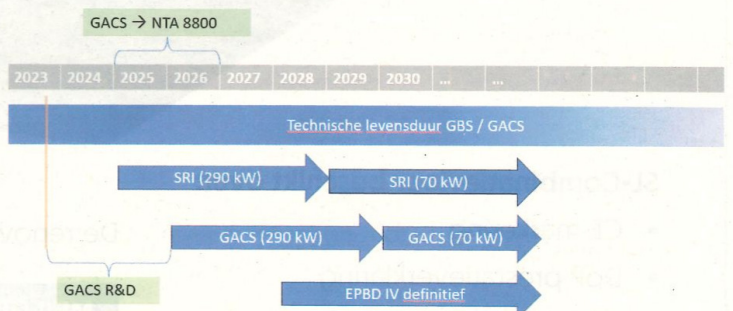 GACS → NTA 8800
2023 2024 2025 2026 2027 2028 2029 2030 ... ...
Technische levensduur GBS / GACS
SRI (290 kW) SRI (70 kW)
GACS (290 kW) GACS (70 kW)
GACS R&D
EPBD IV definitief